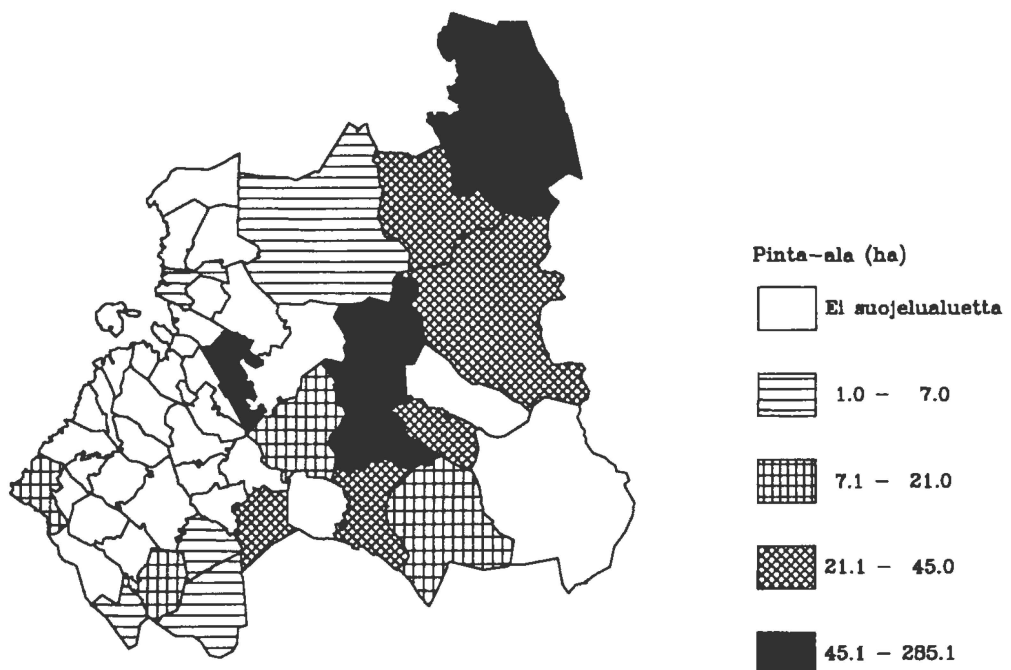 Pinta-ala (ha)
Ei suojelualuetta
1.0 - 7.0
7.1 - 21.0
21.1 - 45.0
45.1 - 285.1